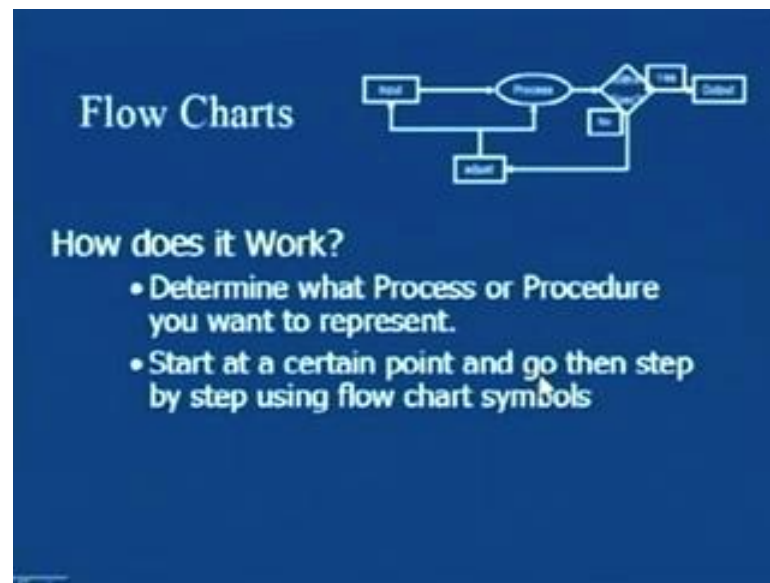 Flow Charts
Input
Process
Yes
Output
No
adjust
How does it Work?
• Determine what Process or Procedure
you want to represent.
• Start at a certain point and go then step
by step using flow chart symbols